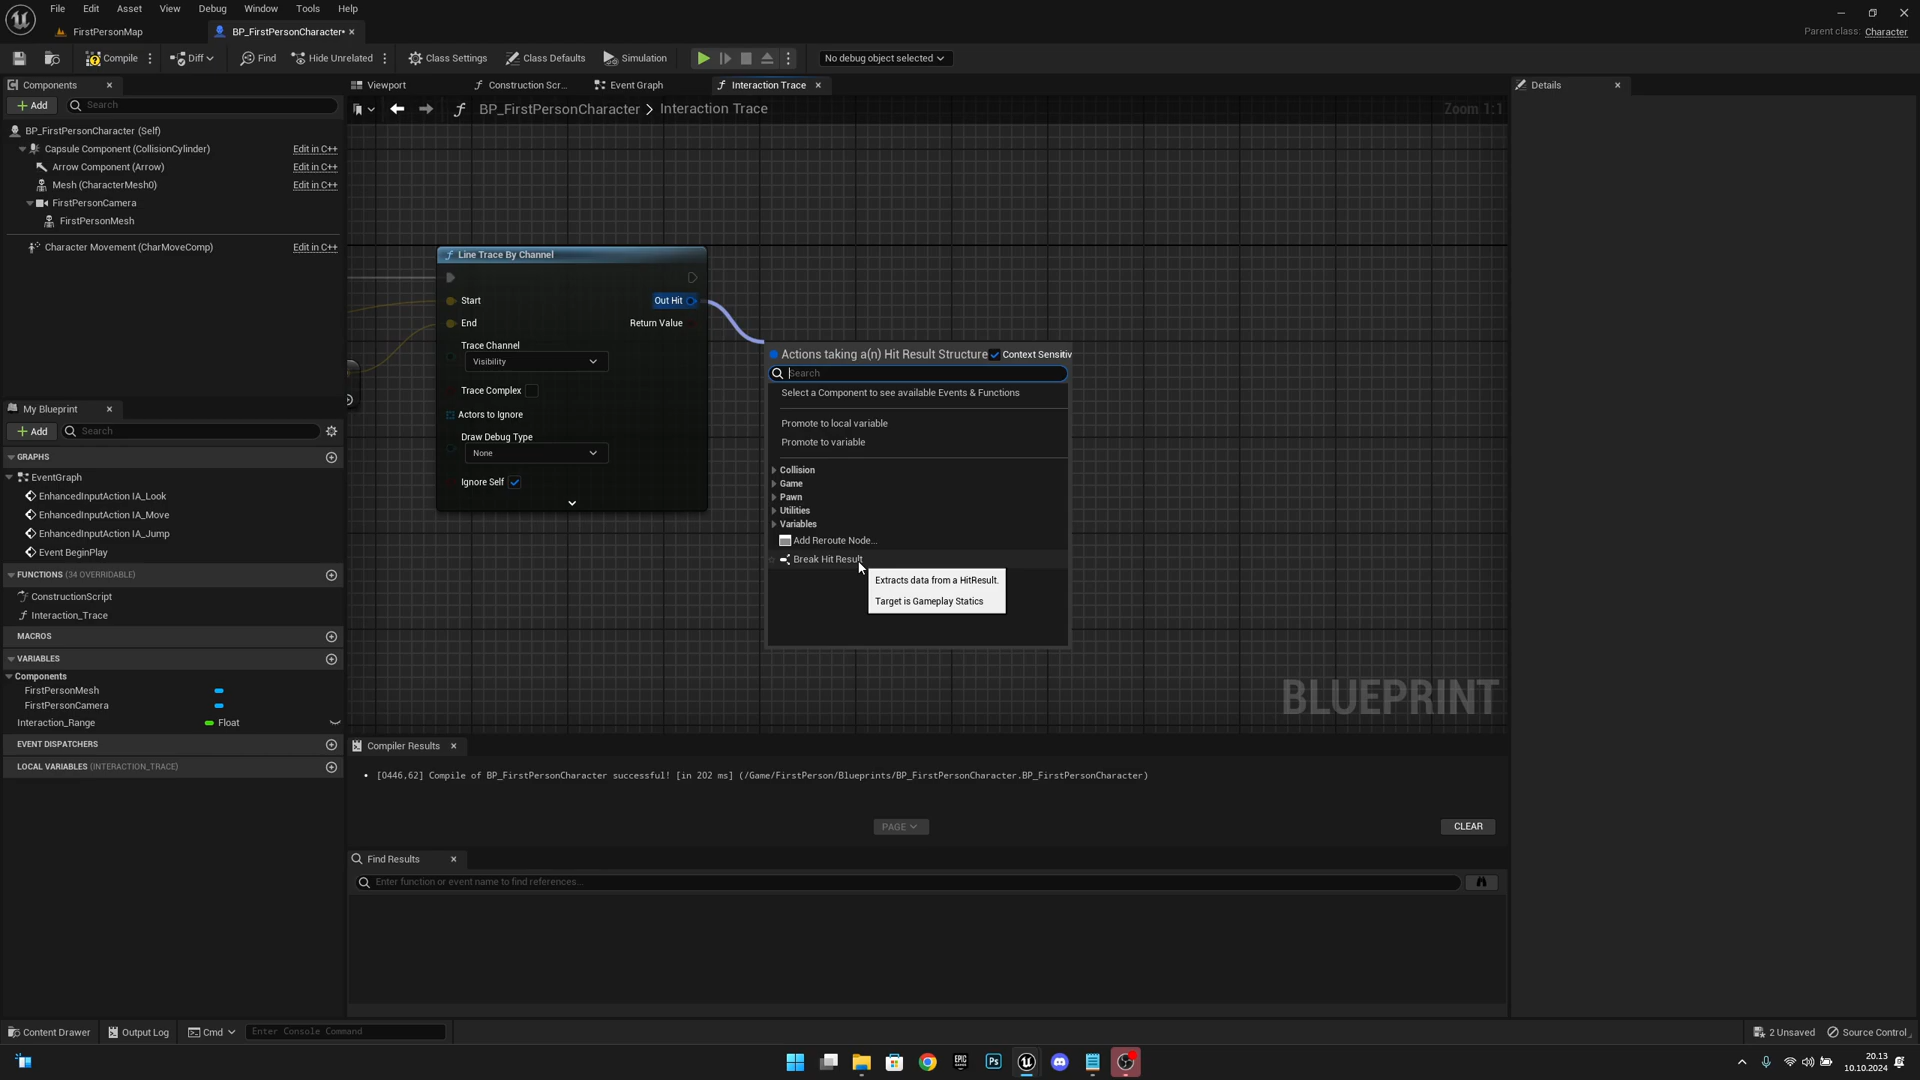 File Edit Asset View Window Debug Tools Help
FirstPersonMap
BP_FirstPersonCharacter•
Parent class: Character
Compile
Diff
Find
Hide Unrelated
Class Settings
Class Defaults
Simulation
No debug object selected
Components
Viewport
Construction Scr...
Event Graph
Interaction Trace
Details
Add
Search
BP_FirstPersonCharacter > Interaction Trace
Zoom 1:1
BP_FirstPersonCharacter (Self)
Capsule Component (CollisionCylinder) Edit in C++
Arrow Component (Arrow) Edit in C++
Mesh (CharacterMesh0) Edit in C++
FirstPersonCamera
FirstPersonMesh
Character Movement (CharMoveComp) Edit in C++
Line Trace By Channel
Start
Out Hit
End
Return Value
Trace Channel
Visibility
Trace Complex
Actors to Ignore
Draw Debug Type
None
Ignore Self
Actions taking a(n) Hit Result Structure
Context Sensitiv
Search
Select a Component to see available Events & Functions
Promote to local variable
Promote to variable
Collision
Game
Pawn
Utilities
Variables
Add Reroute Node...
Break Hit Result
Extracts data from a HitResult.
Target is Gameplay Statics
BLUEPRINT
My Blueprint
Add
Search
GRAPHS
EventGraph
EnhancedInputAction IA_Look
EnhancedInputAction IA_Move
EnhancedInputAction IA_Jump
Event BeginPlay
FUNCTIONS (34 OVERRIDABLE)
ConstructionScript
Interaction_Trace
MACROS
VARIABLES
Components
FirstPersonMesh
FirstPersonCamera
Interaction_Range
Float
EVENT DISPATCHERS
LOCAL VARIABLES (INTERACTION_TRACE)
Compiler Results
[0446,62] Compile of BP_FirstPersonCharacter successful! [in 202 ms] (/Game/FirstPerson/Blueprints/BP_FirstPersonCharacter.BP_FirstPersonCharacter)
PAGE
CLEAR
Find Results
Enter function or event name to find references...
Content Drawer
Output Log
Cmd
Enter Console Command
2 Unsaved
Source Control
EPIC GAMES
Ps
20.13
10.10.2024